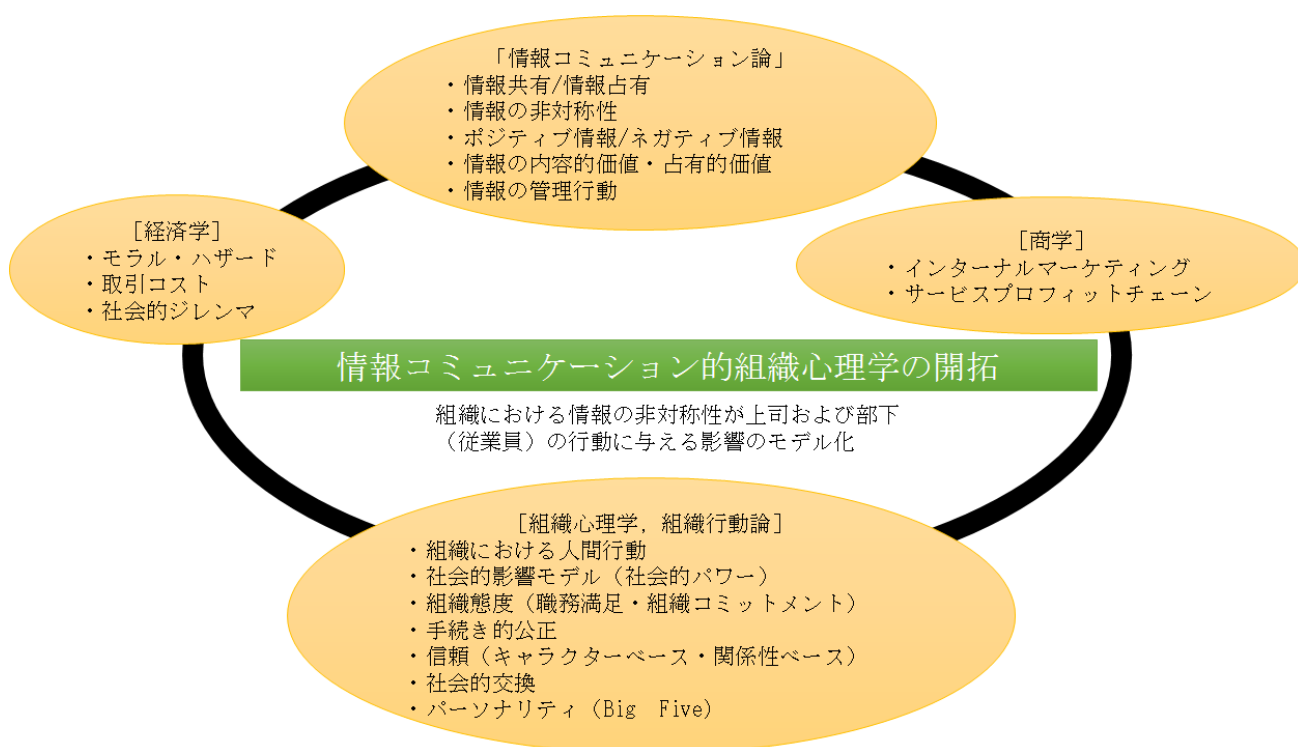 「情報コミュニケーション論」
・情報共有/情報占有
・情報の非対称性
・ポジティブ情報/ネガティブ情報
・情報の内容的価値・占有的価値
・情報の管理行動
[経済学]
・モラル・ハザード
・取引コスト
・社会的ジレンマ
[商学]
・インターナルマーケティング
・サービスプロフィットチェーン
情報コミュニケーション的組織心理学の開拓
組織における情報の非対称性が上司および部下
（従業員）の行動に与える影響のモデル化
[組織心理学，組織行動論]
・組織における人間行動
・社会的影響モデル（社会的パワー）
・組織態度（職務満足・組織コミットメント）
・手続き的公正
・信頼（キャラクターベース・関係性ベース）
・社会的交換
・パーソナリティ（Big Five）